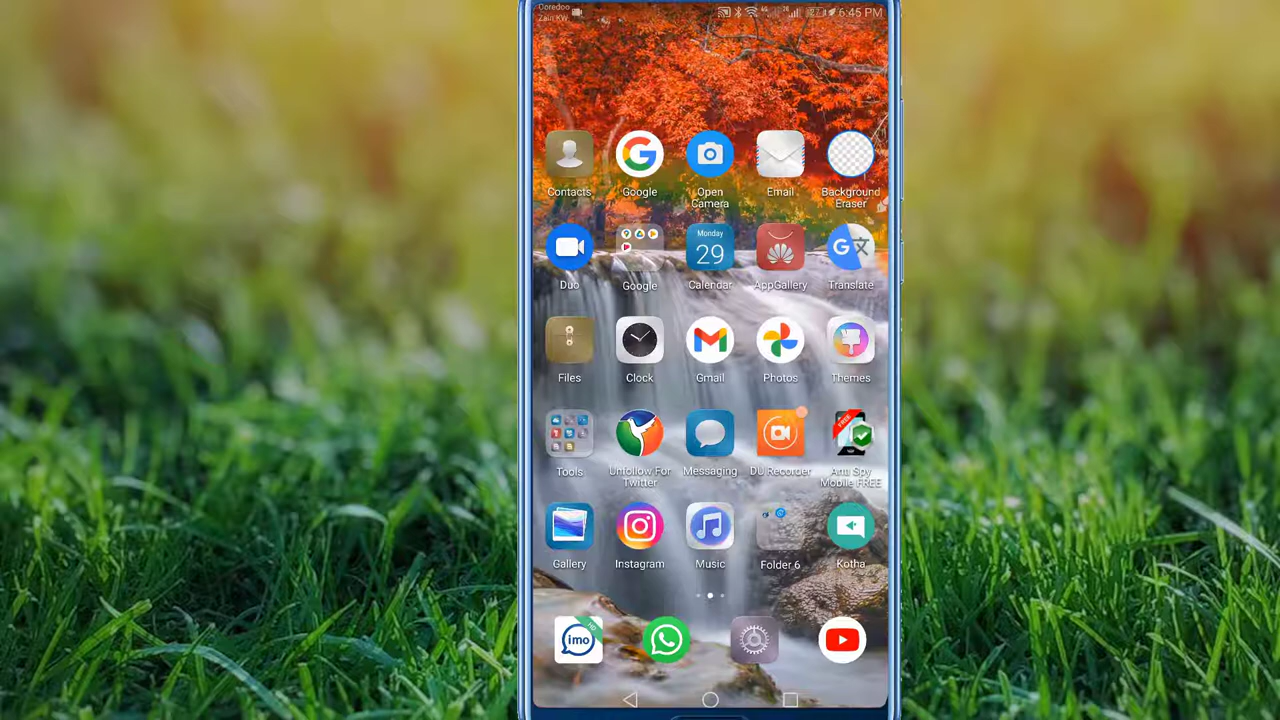 Ooredoo
Zain KW
6:45 PM
Contacts
Google
Open
Camera
Email
Background
Eraser
Monday
29
Duo
Google
Calendar
AppGallery
Translate
Files
Clock
Gmail
Photos
Themes
FREE
Tools
Unfollow For
Twitter
Messaging
DU Recorder
Anti Spy
Mobile FREE
Gallery
Instagram
Music
Folder 6
Kotha
imo
HD